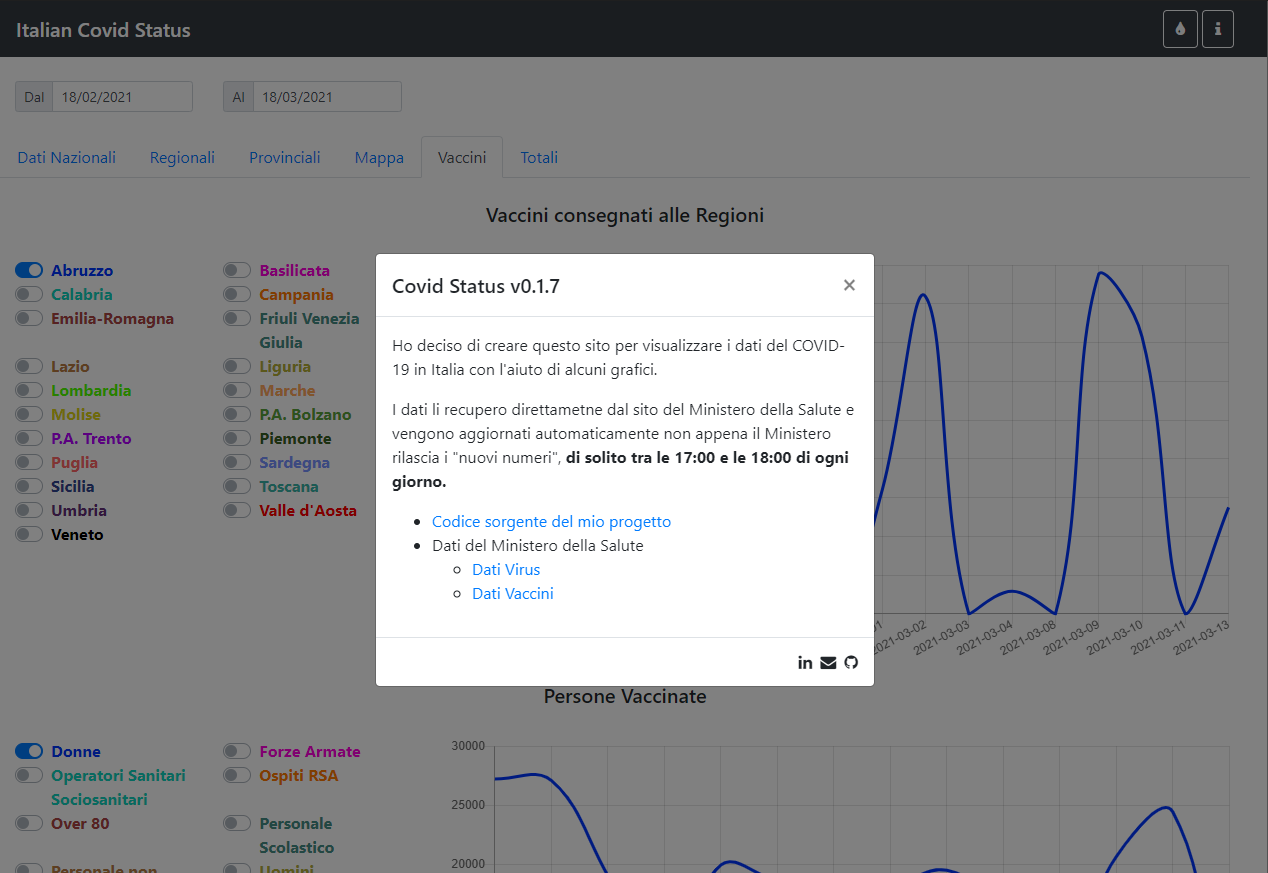 Italian Covid Status
Dal 18/02/2021 Al 18/03/2021
Dati Nazionali Regionali Provinciali Mappa Vaccini Totali
Vaccini consegnati alle Regioni
Abruzzo Basilicata
Calabria Campania
Emilia-Romagna Friuli Venezia
Giulia
Lazio Liguria
Lombardia Marche
Molise P.A. Bolzano
P.A. Trento Piemonte
Puglia Sardegna
Sicilia Toscana
Umbria Valle d'Aosta
Veneto
Covid Status v0.1.7 ×
Ho deciso di creare questo sito per visualizzare i dati del COVID-
19 in Italia con l'aiuto di alcuni grafici.
I dati li recupero direttametne dal sito del Ministero della Salute e
vengono aggiornati automaticamente non appena il Ministero
rilascia i "nuovi numeri", di solito tra le 17:00 e le 18:00 di ogni
giorno.
Codice sorgente del mio progetto
Dati del Ministero della Salute
Dati Virus
Dati Vaccini
in
2021-03-02 2021-03-03 2021-03-04 2021-03-08 2021-03-09 2021-03-10 2021-03-11 2021-03-13
Persone Vaccinate
Donne Forze Armate
Operatori Sanitari Ospiti RSA
Sociosanitari
Over 80 Personale
Scolastico
Personale non Uomini
30000
25000
20000